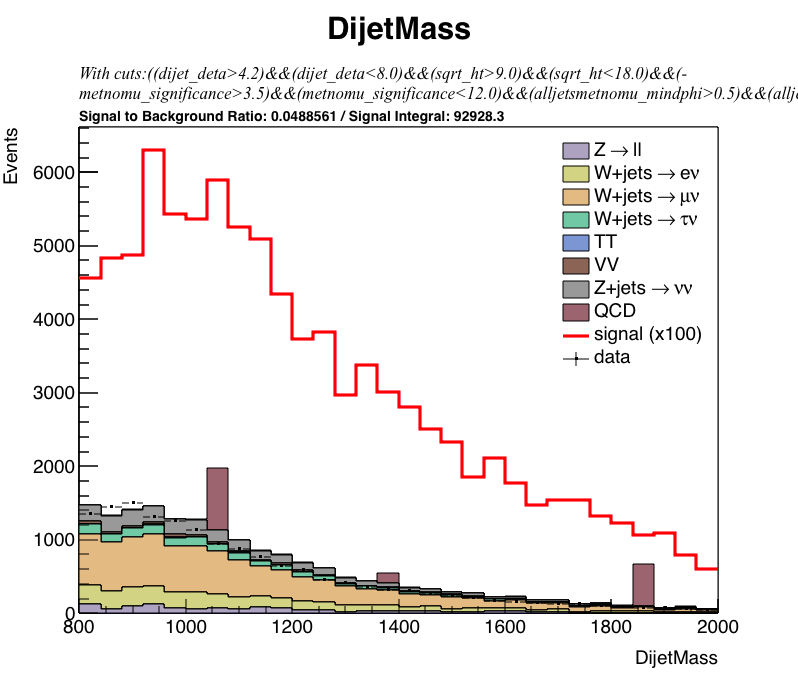 DijetMass
With cuts:((dijet_deta>4.2)&&(dijet_deta<8.0)&&(sqrt_ht>9.0)&&(sqrt_ht<18.0)&&(-
metnomu_significance>3.5)&&(metnomu_significance<12.0)&&(alljetsmetnomu_mindphi>0.5)&&(allj
Signal to Background Ratio: 0.0488561 / Signal Integral: 92928.3
Events
Z → ll
W+jets → eν
W+jets → μν
W+jets → τν
TT
VV
Z+jets → νν
QCD
signal (x100)
data
6000
5000
4000
3000
2000
1000
0
800 1000 1200 1400 1600 1800 2000
DijetMass